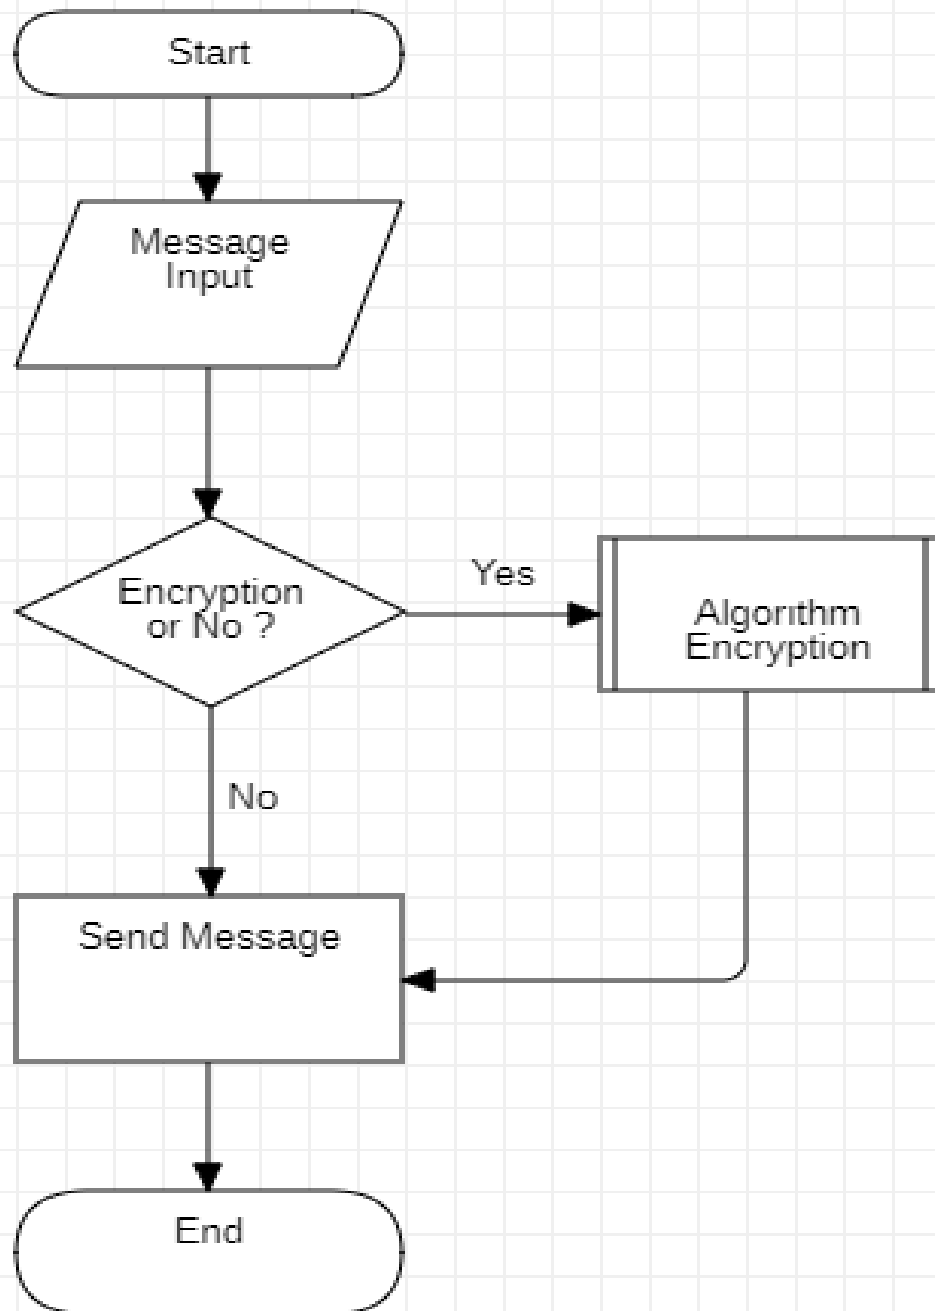 Start
Message
Input
Encryption
or No ?
Yes
Algorithm
Encryption
No
Send Message
End